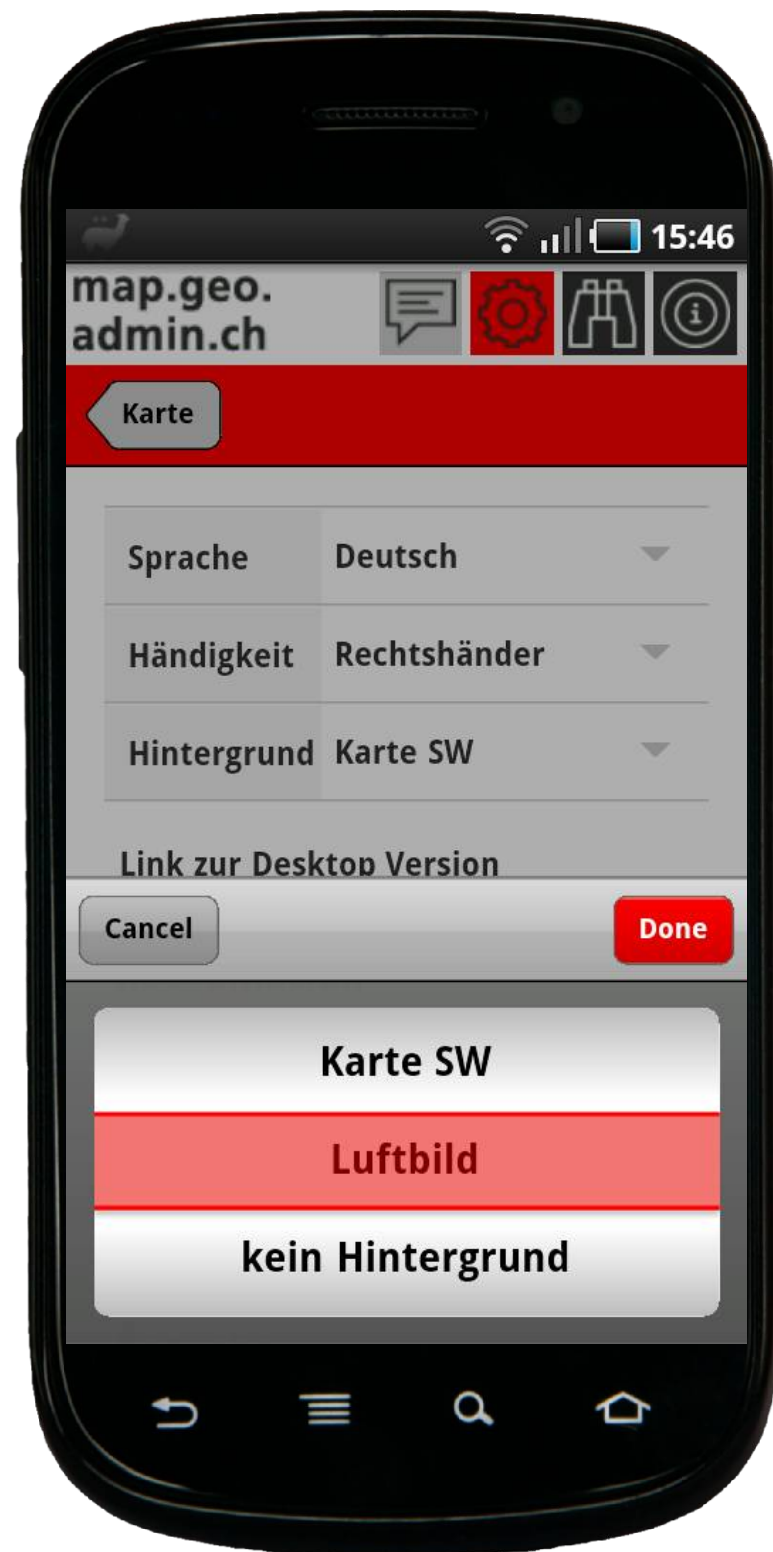 15:46
map.geo.
admin.ch
Karte
Sprache Deutsch
Händigkeit Rechtshänder
Hintergrund Karte SW
Link zur Desktop Version
Cancel Done
Karte SW
Luftbild
kein Hintergrund